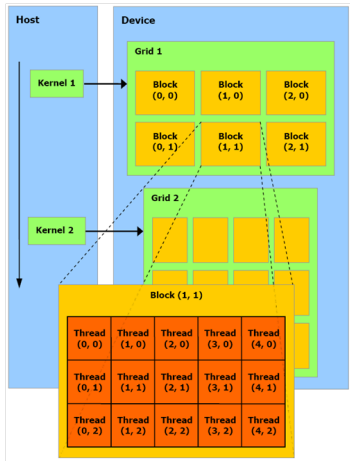 Host
Device
Grid 1
Kernel 1
Block Block Block
(0, 0) (1, 0) (2, 0)
Block Block Block
(0, 1) (1, 1) (2, 1)
Grid 2
Kernel 2
Block (1, 1)
Thread Thread Thread Thread Thread
(0, 0) (1, 0) (2, 0) (3, 0) (4, 0)
Thread Thread Thread Thread Thread
(0, 1) (1, 1) (2, 1) (3, 1) (4, 1)
Thread Thread Thread Thread Thread
(0, 2) (1, 2) (2, 2) (3, 2) (4, 2)